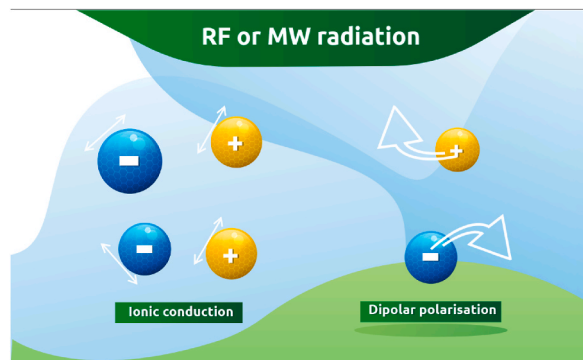 RF or MW radiation
+
+
-
+
-
+
-
Ionic conduction
Dipolar polarisation